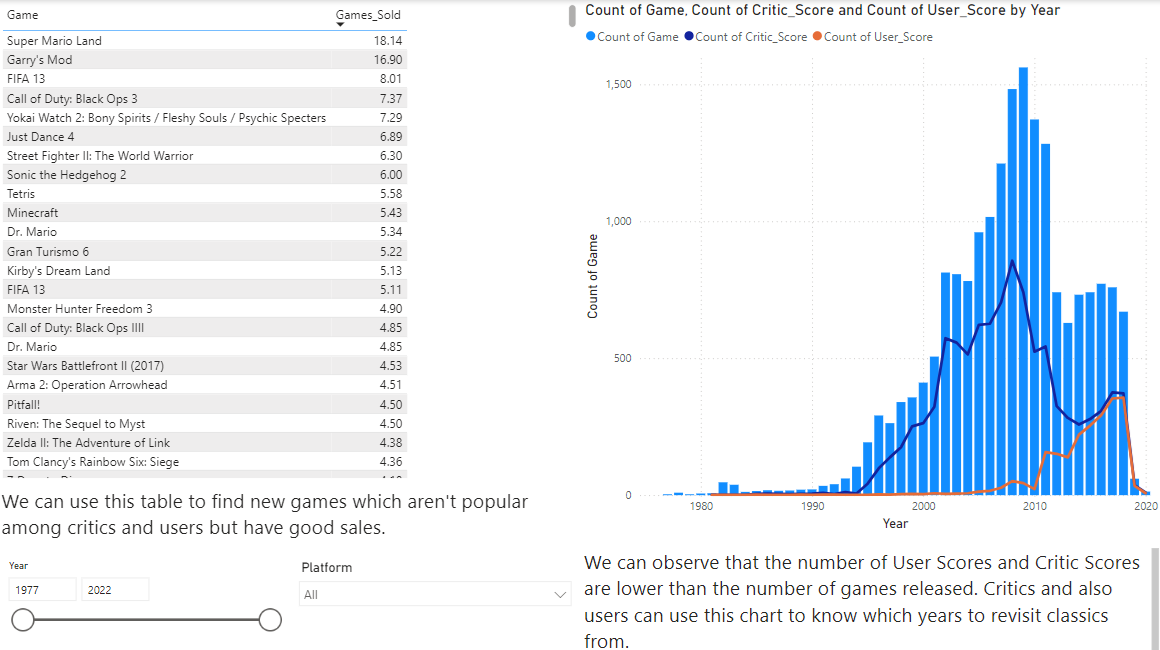 Game Games_Sold
Super Mario Land 18.14
Garry's Mod 16.90
FIFA 13 8.01
Call of Duty: Black Ops 3 7.37
Yokai Watch 2: Bony Spirits / Fleshy Souls / Psychic Specters 7.29
Just Dance 4 6.89
Street Fighter II: The World Warrior 6.30
Sonic the Hedgehog 2 6.00
Tetris 5.58
Minecraft 5.43
Dr. Mario 5.34
Gran Turismo 6 5.22
Kirby's Dream Land 5.13
FIFA 13 5.11
Monster Hunter Freedom 3 4.90
Call of Duty: Black Ops IIII 4.85
Dr. Mario 4.85
Star Wars Battlefront II (2017) 4.53
Arma 2: Operation Arrowhead 4.51
Pitfall! 4.50
Riven: The Sequel to Myst 4.50
Zelda II: The Adventure of Link 4.38
Tom Clancy's Rainbow Six: Siege 4.36
We can use this table to find new games which aren't popular
among critics and users but have good sales.
Year
1977 2022
Platform
All
Count of Game, Count of Critic_Score and Count of User_Score by Year
Count of Game Count of Critic_Score Count of User_Score
Count of Game
1,500
1,000
500
0
1980 1990 2000 2010 2020
Year
We can observe that the number of User Scores and Critic Scores
are lower than the number of games released. Critics and also
users can use this chart to know which years to revisit classics
from.